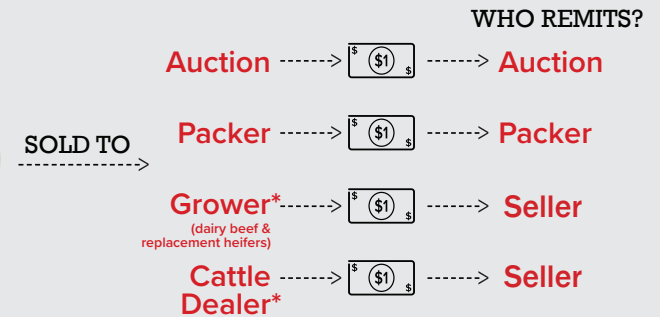 WHO REMITS?
Auction $ $1 $ Auction
SOLD TO
Packer $ $1 $ Packer
Grower* $ $1 $ Seller
(dairy beef &
replacement heifers)
Cattle $ $1 $ Seller
Dealer*